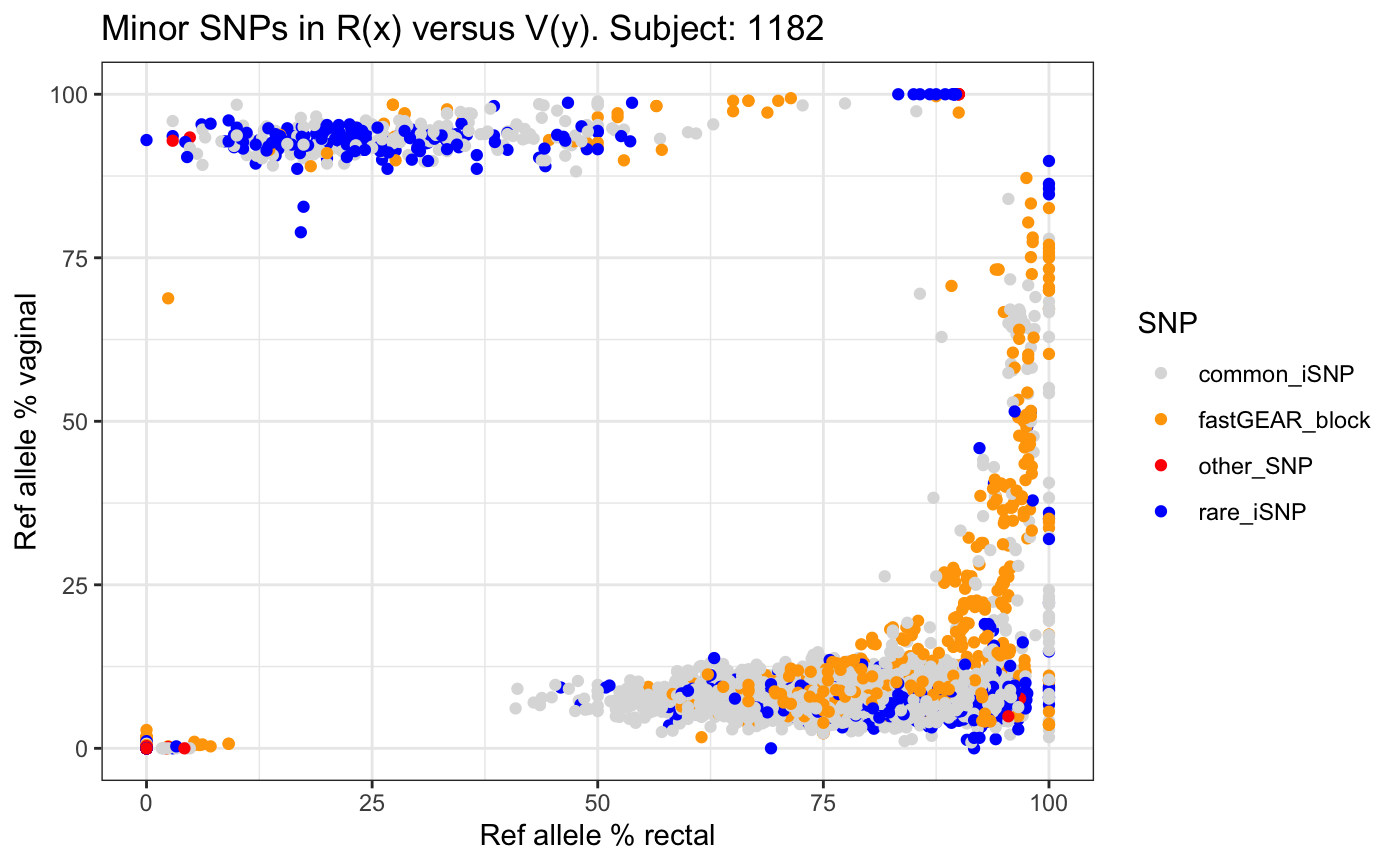 Minor SNPs in R(x) versus V(y). Subject: 1182
100
75
50
25
0
Ref allele % vaginal
0 25 50 75 100
Ref allele % rectal
SNP
common_iSNP
fastGEAR_block
other_SNP
rare_iSNP